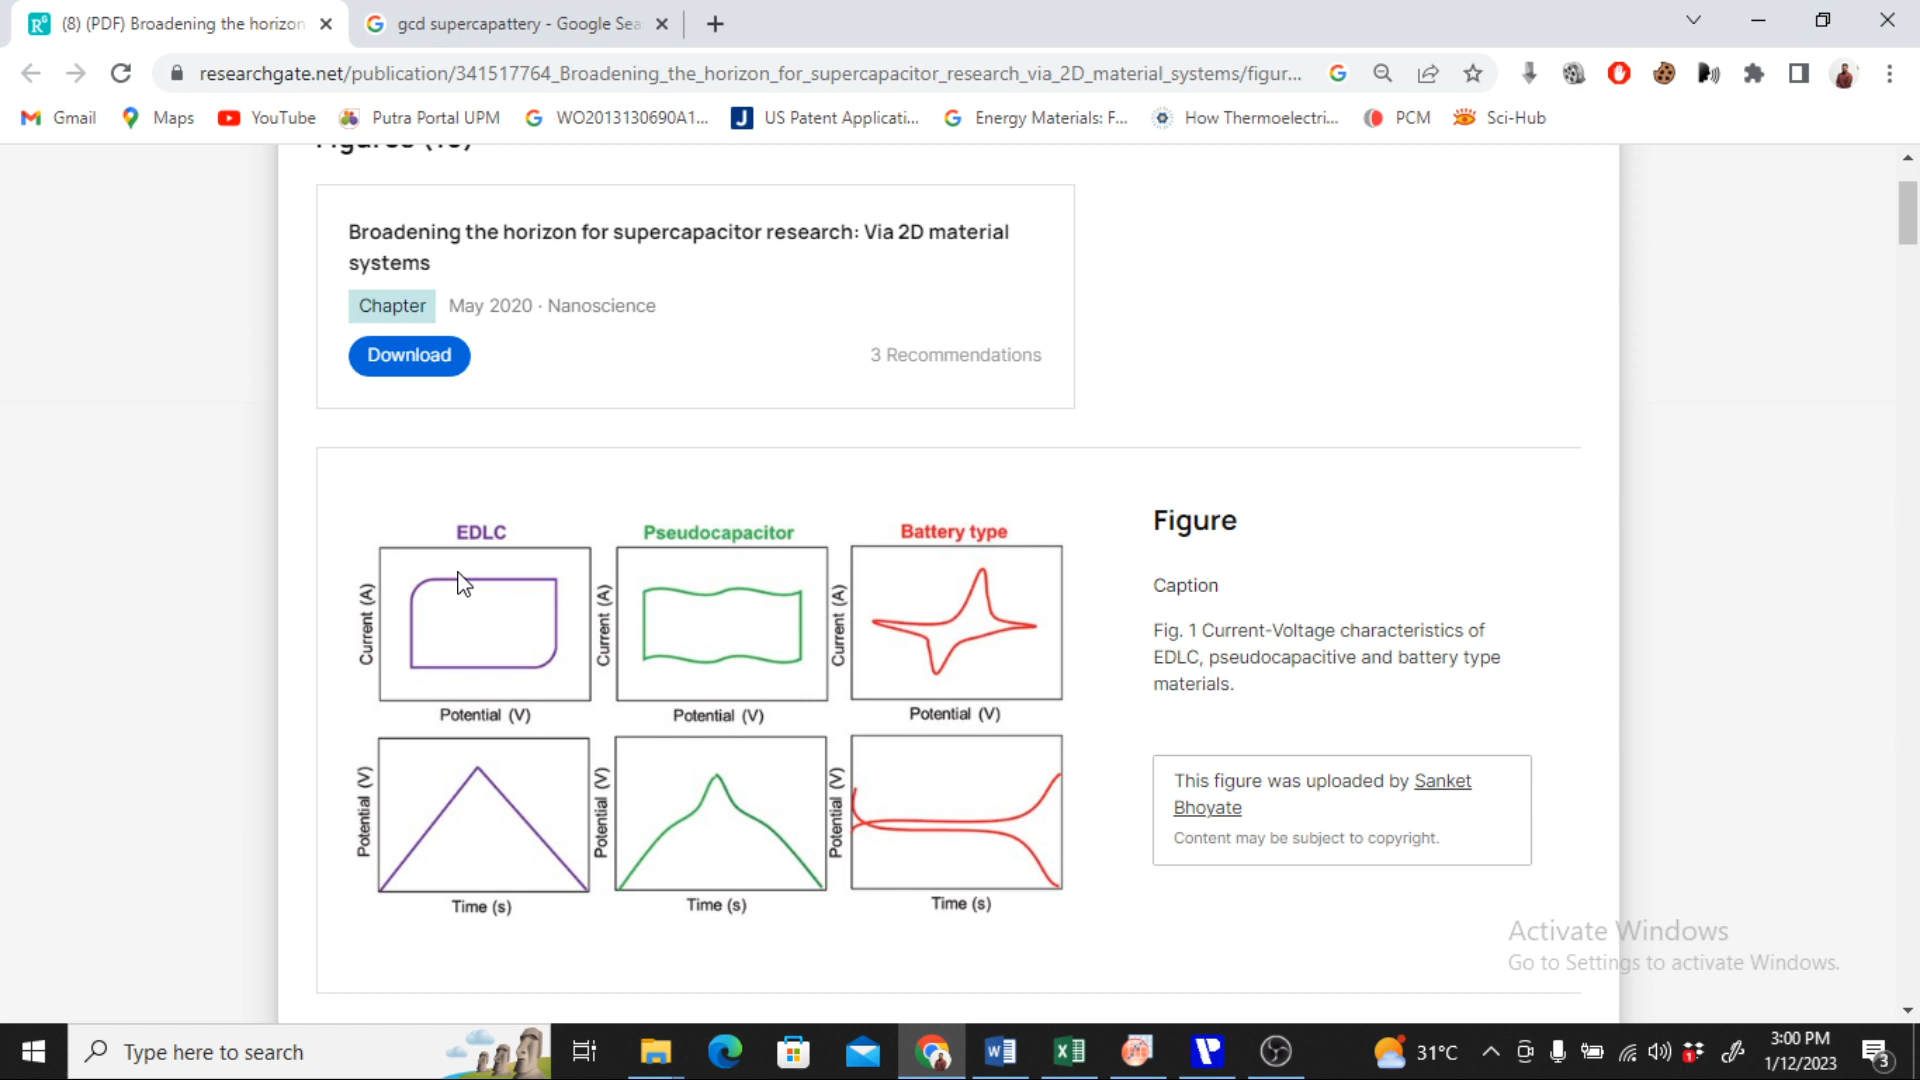 (8) (PDF) Broadening the horizon
gcd supercapattery - Google Sea
researchgate.net/publication/341517764_Broadening_the_horizon_for_supercapacitor_research_via_2D_material_systems/figur...
Gmail
Maps
YouTube
Putra Portal UPM
WO2013130690A1...
US Patent Applicati...
Energy Materials: F...
How Thermoelectri...
PCM
Sci-Hub
Broadening the horizon for supercapacitor research: Via 2D material
systems
Chapter May 2020 · Nanoscience
Download
3 Recommendations
EDLC
Pseudocapacitor
Battery type
Current (A)
Current (A)
Current (A)
Potential (V)
Potential (V)
Potential (V)
Potential (V)
Potential (V)
Potential (V)
Time (s)
Time (s)
Time (s)
Figure
Caption
Fig. 1 Current-Voltage characteristics of
EDLC, pseudocapacitive and battery type
materials.
This figure was uploaded by Sanket
Bhoyate
Content may be subject to copyright.
Activate Windows
Go to Settings to activate Windows.
Type here to search
31°C
3:00 PM
1/12/2023
3